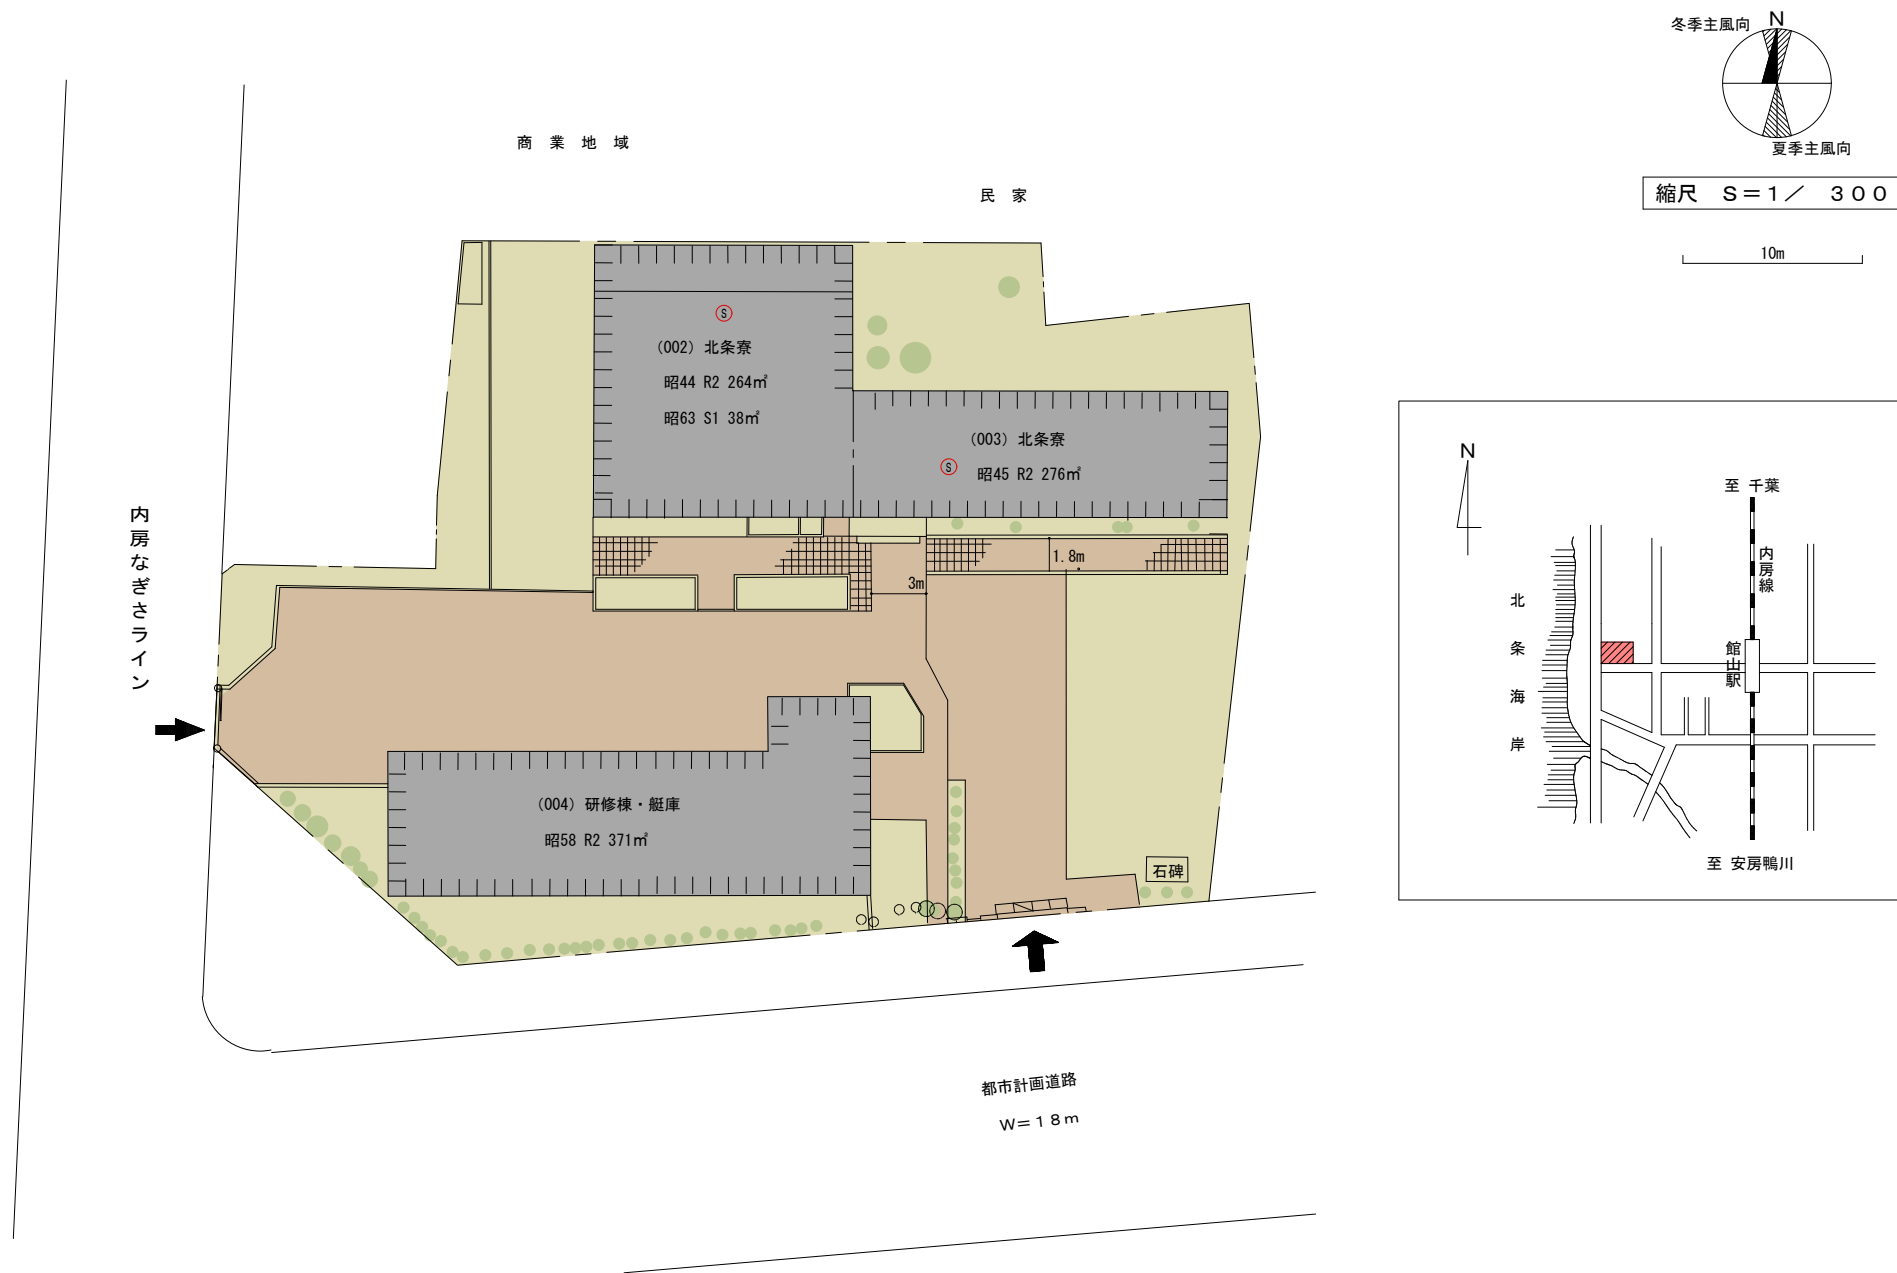 冬季主風向
N
夏季主風向
縮尺 S=1/ 300
10m
商業地域
民家
S
(002) 北条寮
昭44 R2 264㎡
昭63 S1 38㎡
(003) 北条寮
S
昭45 R2 276㎡
1.8m
3m
内房なぎさライン
(004) 研修棟・艇庫
昭58 R2 371㎡
石碑
都市計画道路
W=18m
N
至 千葉
内房線
北条海岸
館山駅
至 安房鴨川